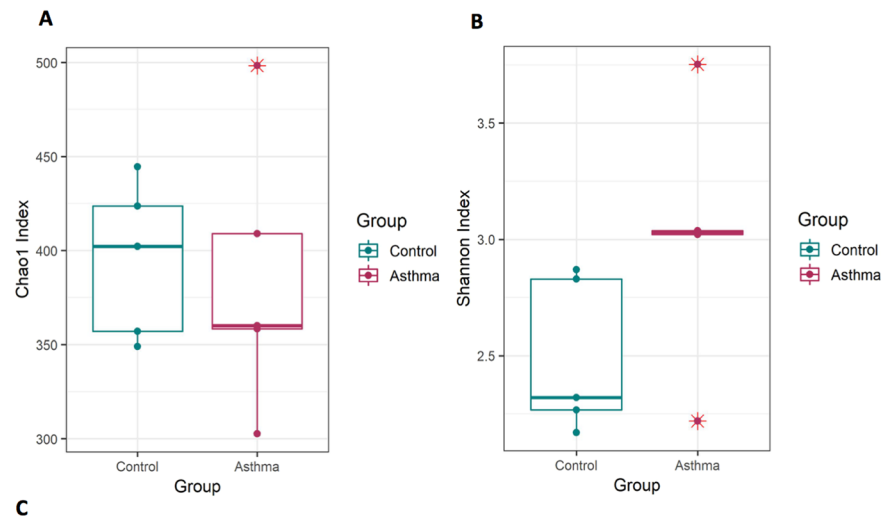 A
B
500
450
400
350
300
Chao1 Index
Control
Asthma
Group
Group
Control
Asthma
3.5
3.0
2.5
Shannon Index
Control
Asthma
Group
Group
Control
Asthma
C